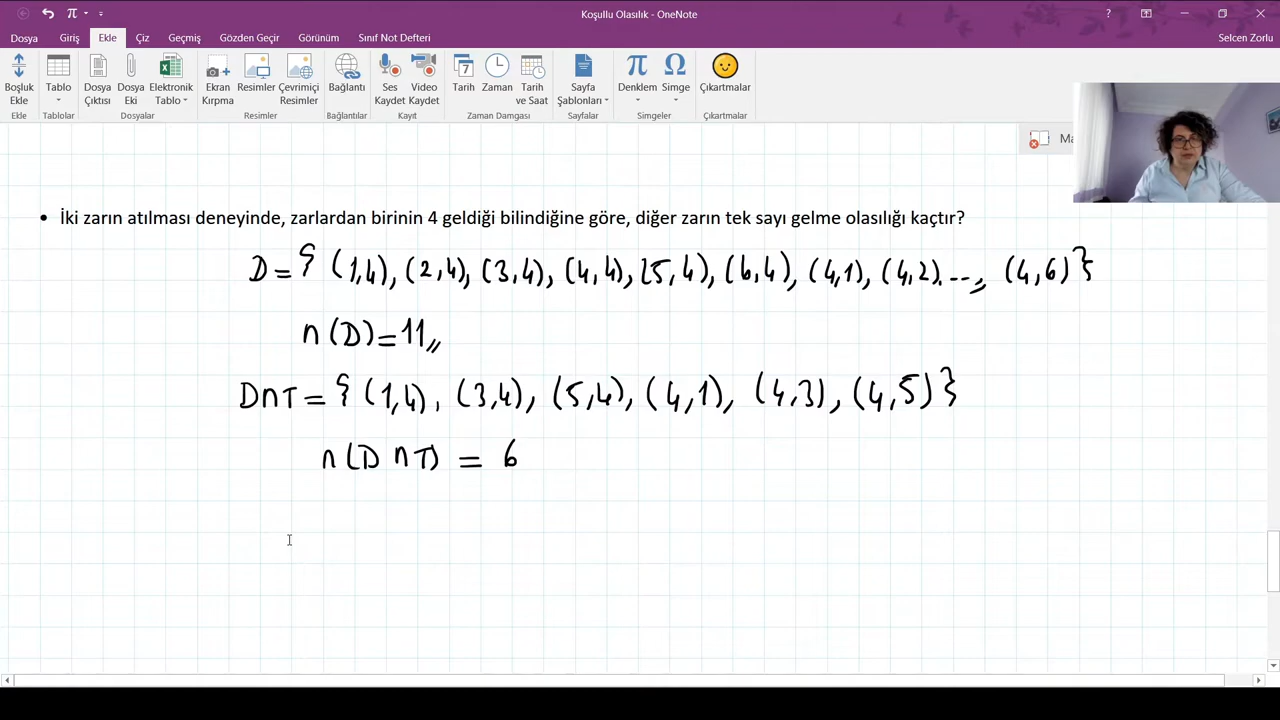 Koşullu Olasılık - OneNote
Selcen Zorlu
Dosya Giriş Ekle Çiz Geçmiş Gözden Geçir Görünüm Sınıf Not Defteri
Boşluk Ekle Tablo Dosya Çıktısı Dosya Eki Elektronik Tablo Ekran Kırpma Resimler Çevrimiçi Resimler Bağlantı Ses Kaydet Video Kaydet Tarih Zaman Tarih ve Saat Sayfa Şablonları Denklem Simge Çıkartmalar
Ekle Tablolar Dosyalar Resimler Bağlantılar Kayıt Zaman Damgası Sayfalar Simgeler Çıkartmalar
• İki zarın atılması deneyinde, zarlardan birinin 4 geldiği bilindiğine göre, diğer zarın tek sayı gelme olasılığı kaçtır?
D = { (1,4), (2,4), (3,4), (4,4), (5,4), (6,4), (4,1), (4,2), ---, (4,6) }
n(D) = 11
D∩T = { (1,4), (3,4), (5,4), (4,1), (4,3), (4,5) }
n(D∩T) = 6